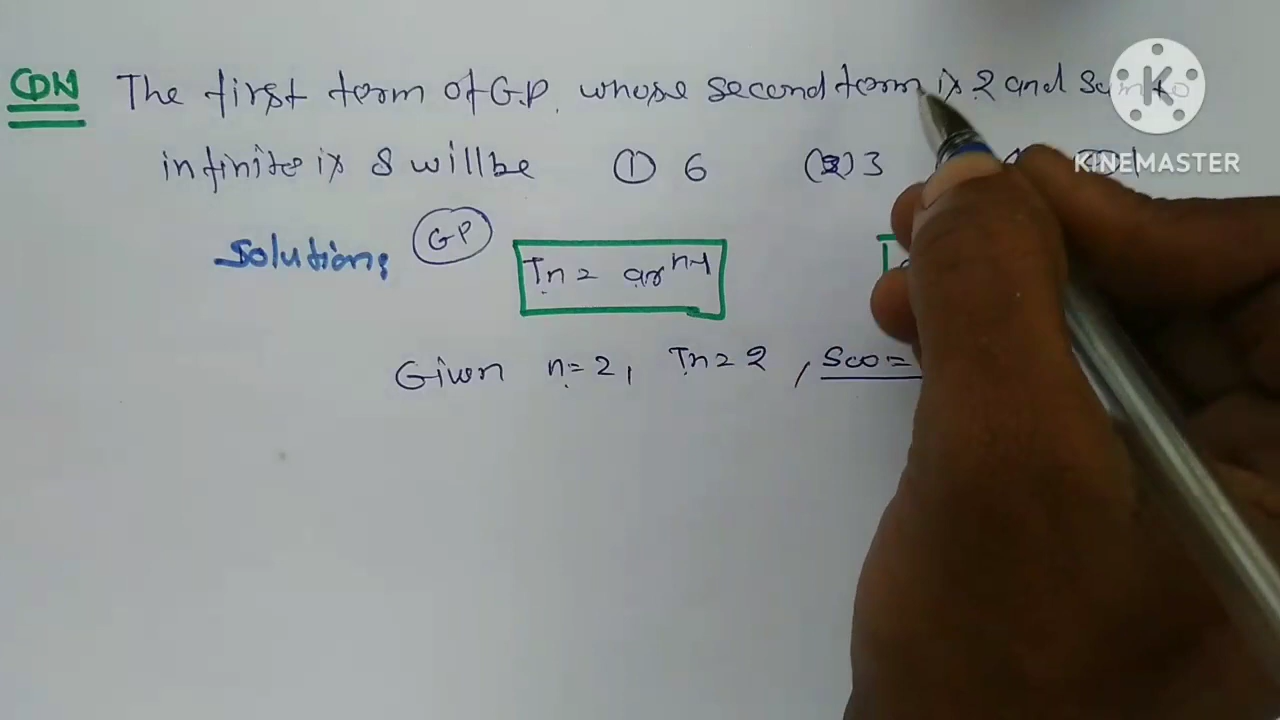 QN The first term of G.P. whose second term is 2 and Sum to
infinite is 8 will be (1) 6 (2) 3
Solution: GP
Tn = ar^n-1
Given n=2, Tn=2, S∞=
K
KINEMASTER